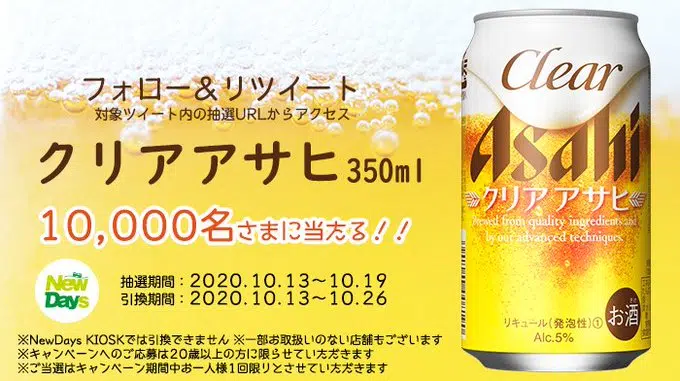 フォロー＆リツイート
対象ツイート内の抽選URLからアクセス
クリアアサヒ 350ml
10,000名さまに当たる！！
New Days
抽選期間：2020.10.13～10.19
引換期間：2020.10.13～10.26
※NewDays KIOSKでは引換できません ※一部お取扱いのない店舗もございます
※キャンペーンへのご応募は20歳以上の方に限らせていただきます
※ご当選はキャンペーン期間中お一人様1回限りとさせていただきます
Clear
Asahi
クリア アサヒ
Brewed from quality ingredients and
by our advanced techniques.
お酒
リキュール（発泡性）①
Alc.5%